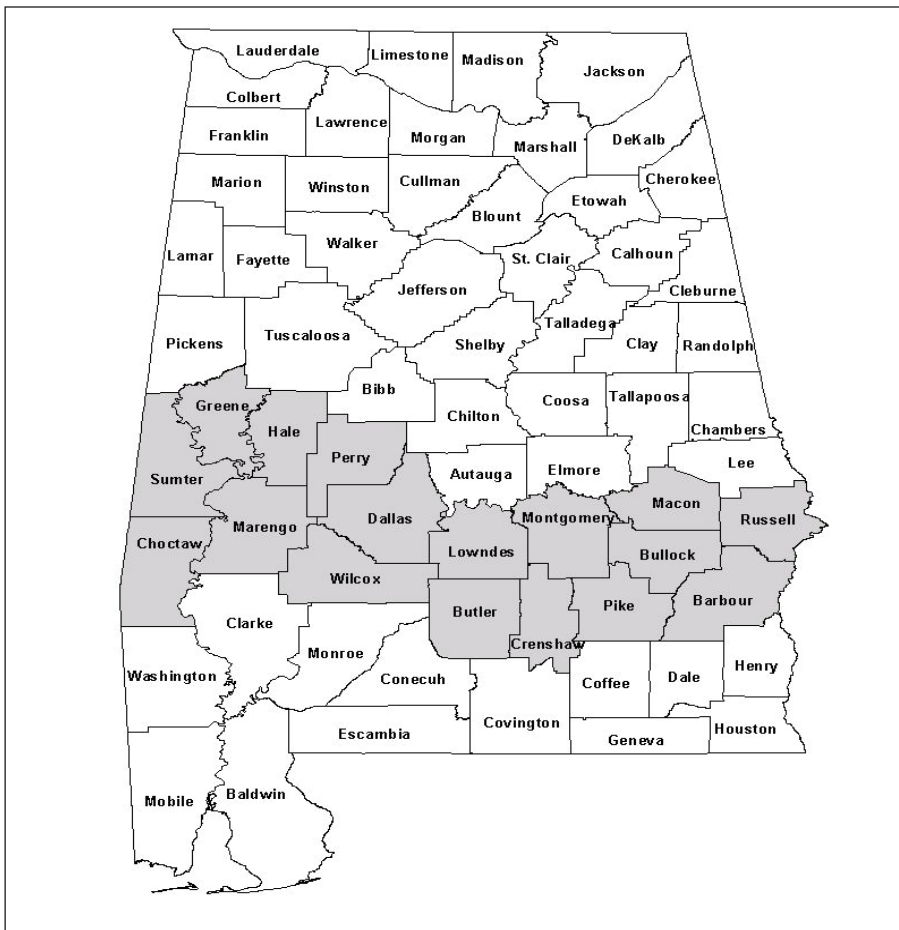 Lauderdale
Limestone
Madison
Jackson
Colbert
Lawrence
Franklin
Morgan
Marshall
DeKalb
Cherokee
Marion
Winston
Cullman
Etowah
Blount
Walker
Lamar
Fayette
St. Clair
Calhoun
Jefferson
Cleburne
Talladega
Tuscaloosa
Pickens
Shelby
Clay
Randolph
Bibb
Greene
Coosa
Tallapoosa
Chilton
Hale
Chambers
Perry
Lee
Autauga
Elmore
Sumter
Macon
Dallas
Montgomery
Russell
Marengo
Choctaw
Lowndes
Bullock
Wilcox
Barbour
Butler
Pike
Clarke
Crenshaw
Monroe
Henry
Washington
Conecuh
Coffee
Dale
Covington
Houston
Escambia
Geneva
Baldwin
Mobile